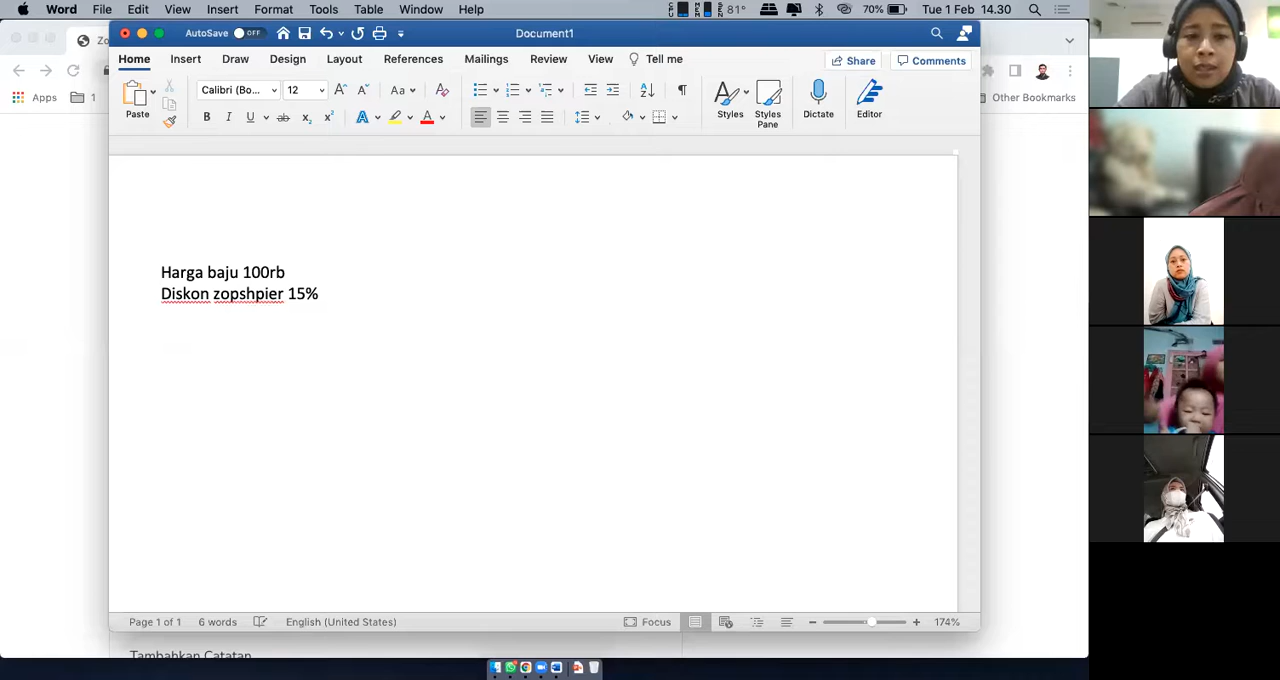 Word File Edit View Insert Format Tools Table Window Help 81° 70% Tue 1 Feb 14.30
AutoSave OFF Document1
Home Insert Draw Design Layout References Mailings Review View Tell me Share Comments
Paste Calibri (Bo... 12 Aa Styles Styles Pane Dictate Editor
Apps 1 Other Bookmarks
Harga baju 100rb
Diskon zopshpier 15%
Page 1 of 1 6 words English (United States) Focus 174%
Tambahkan Catatan